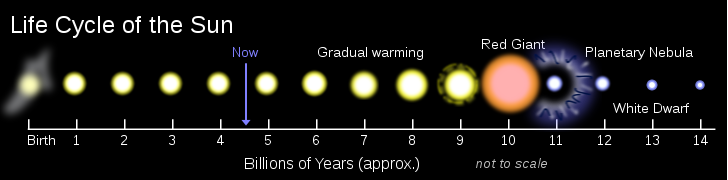 Life Cycle of the Sun
Now
Gradual warming
Red Giant
Planetary Nebula
White Dwarf
Birth 1 2 3 4 5 6 7 8 9 10 11 12 13 14
Billions of Years (approx.)
not to scale